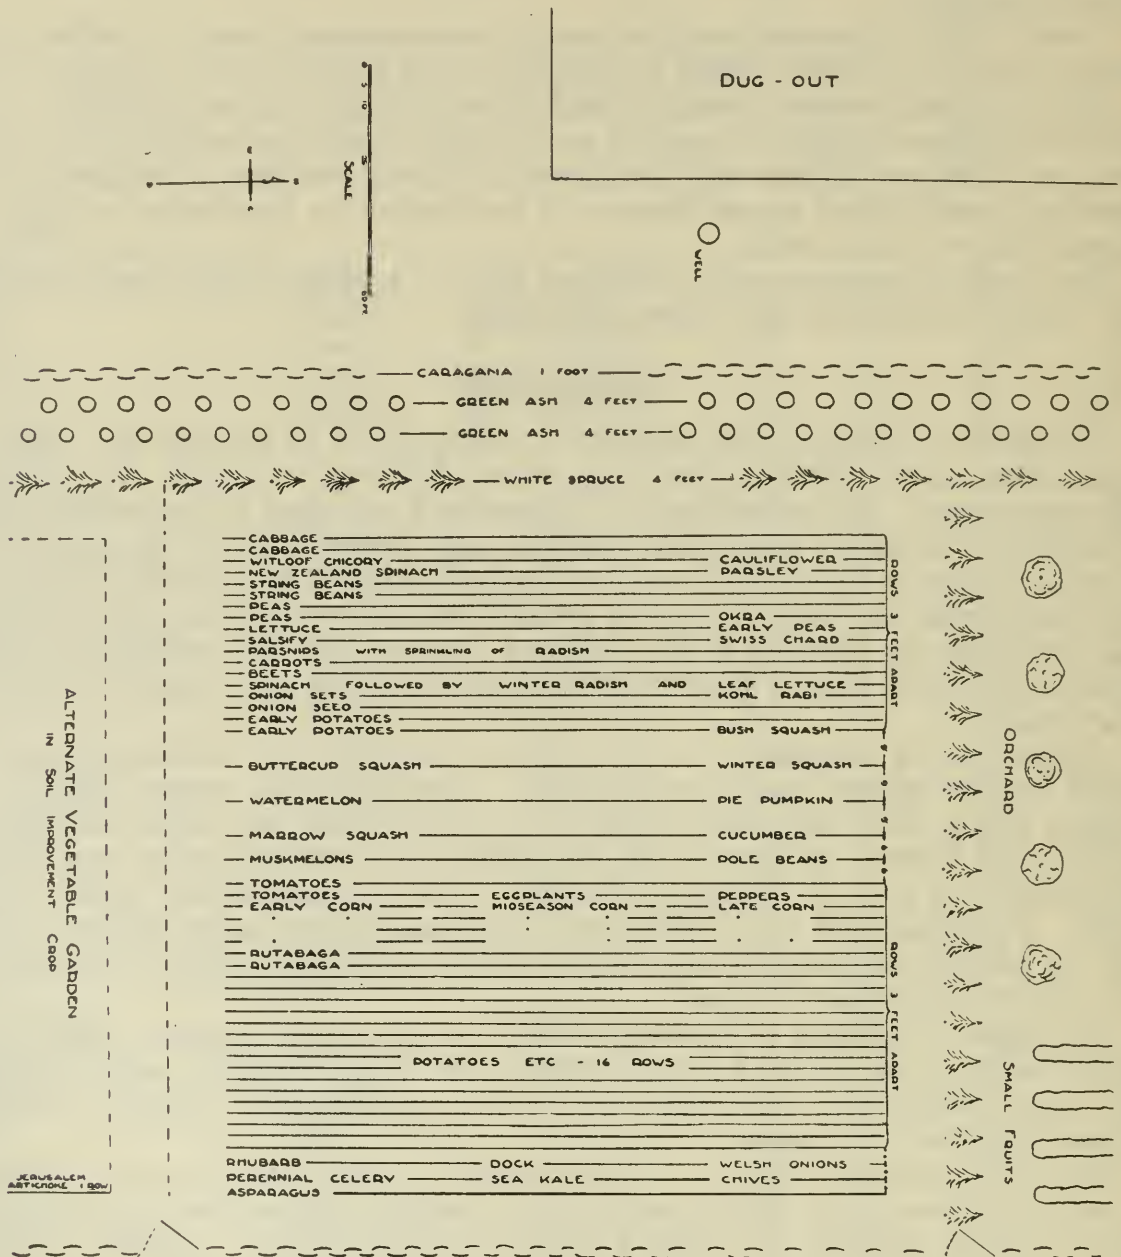 DUG - OUT
0 5 10 25 50 FT
SCALE
WELL
CARAGANA 1 FOOT
GREEN ASH 4 FEET
GREEN ASH 4 FEET
WHITE SPRUCE 4 FEET
CABBAGE
CABBAGE
WITLOOF CHICORY CAULIFLOWER
NEW ZEALAND SPINACH PARSLEY
STRING BEANS
STRING BEANS
PEAS
PEAS OKRA
LETTUCE EARLY PEAS
SALSIFY SWISS CHARD
PARSNIPS WITH SPRINKLING OF RADISH
CARROTS
BEETS
SPINACH FOLLOWED BY WINTER RADISH AND LEAF LETTUCE
ONION SETS KOHL RABI
ONION SEED
EARLY POTATOES
EARLY POTATOES BUSH SQUASH
ROWS 3 FEET APART
BUTTERCUP SQUASH WINTER SQUASH
WATERMELON PIE PUMPKIN
MARROW SQUASH CUCUMBER
MUSKMELONS POLE BEANS
TOMATOES
TOMATOES EGGPLANTS PEPPERS
EARLY CORN MIDSEASON CORN LATE CORN
RUTABAGA
RUTABAGA
POTATOES ETC - 16 ROWS
ROWS 3 FEET APART
RHUBARB DOCK WELSH ONIONS
PERENNIAL CELERY SEA KALE CHIVES
ASPARAGUS
ALTERNATE VEGETABLE GARDEN
IN SOIL IMPROVEMENT CROP
JERUSALEM
ARTICHOKE 1 ROW
ORCHARD
SMALL FRUITS